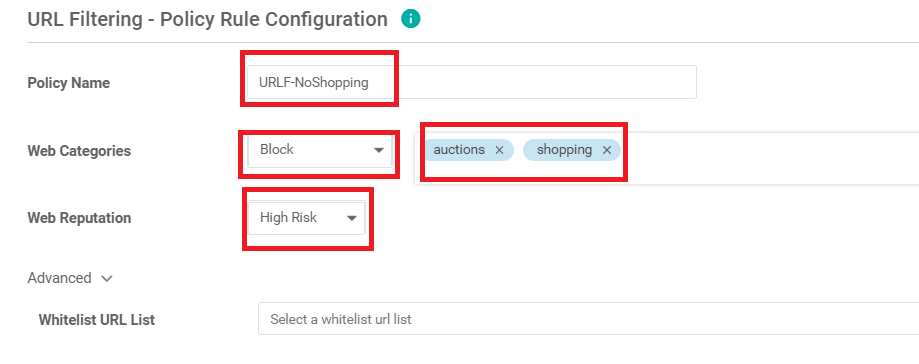 URL Filtering - Policy Rule Configuration i
Policy Name URLF-NoShopping
Web Categories Block auctions × shopping ×
Web Reputation High Risk
Advanced
Whitelist URL List Select a whitelist url list